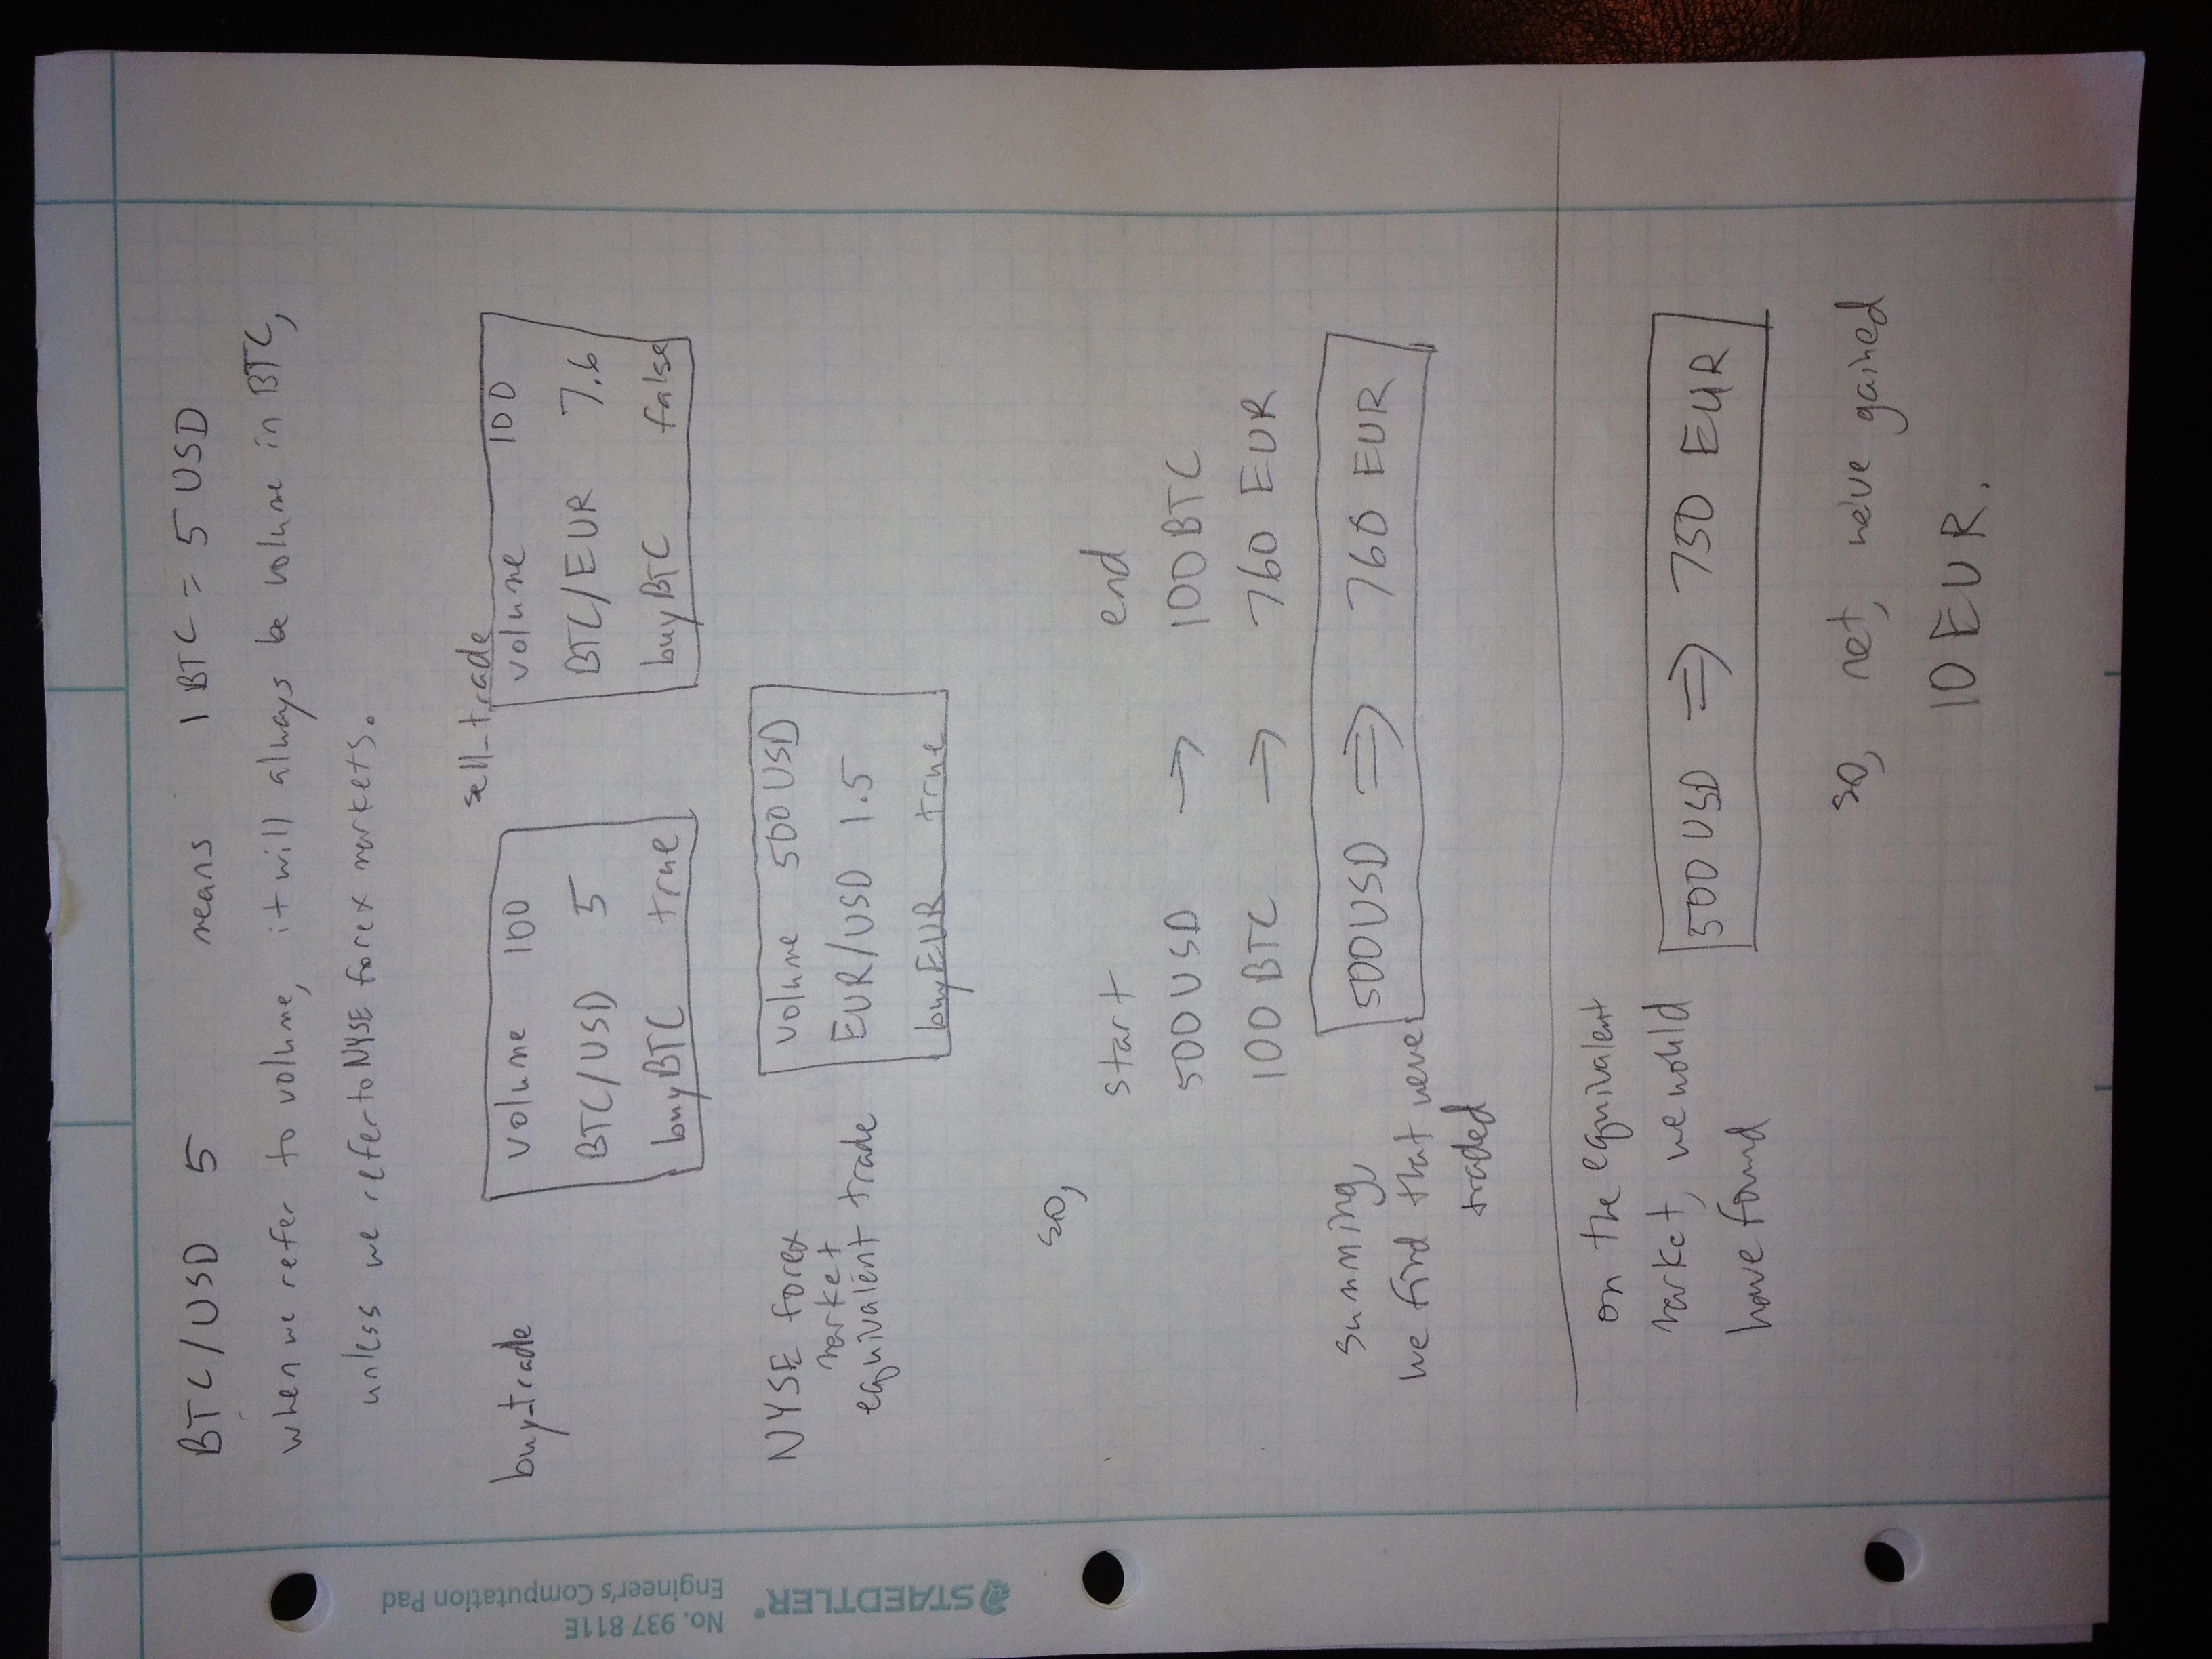 BTC/USD 5 means 1 BTC = 5 USD
when we refer to volume, it will always be volume in BTC,
unless we refer to NYSE forex markets.
buy_trade
volume 100
BTC/USD 5
buyBTC true
sell_trade
volume 100
BTC/EUR 7.6
buyBTC false
NYSE forex
market
equivalent trade
volume 500 USD
EUR/USD 1.5
buyEUR true
so,
start end
500 USD → 100 BTC
100 BTC → 760 EUR
summing,
we find that weve
traded
500 USD ⇒ 760 EUR
on the equivalent
market, we would
have found
500 USD ⇒ 750 EUR
so, net, we've gained
10 EUR.
STAEDTLER® No. 937 811E
Engineer's Computation Pad